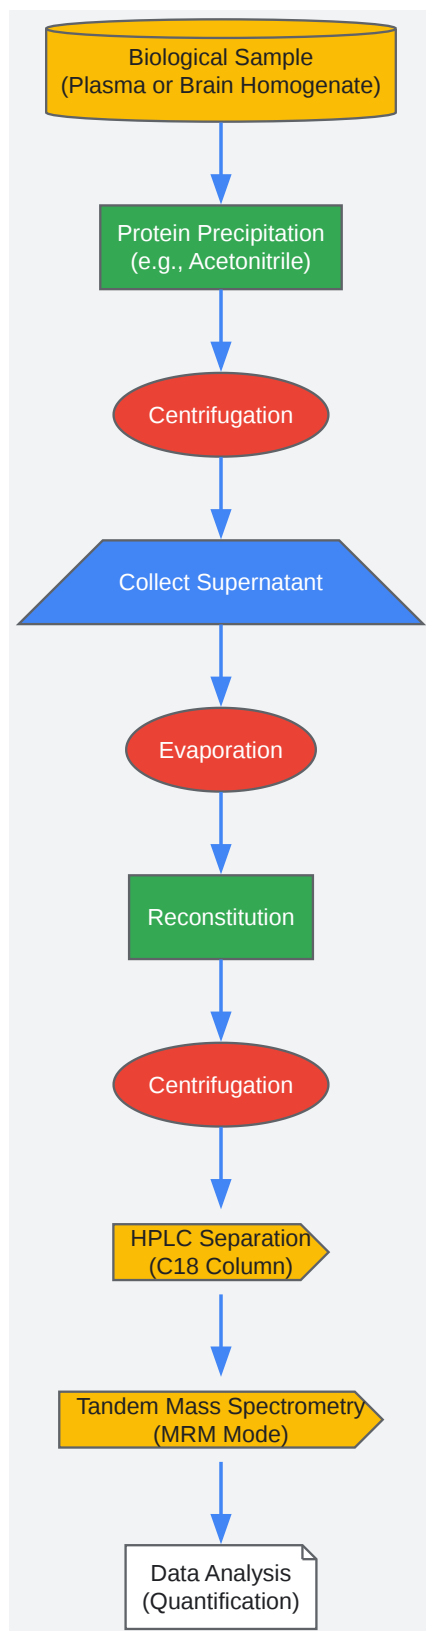 Biological Sample
(Plasma or Brain Homogenate)
Protein Precipitation
(e.g., Acetonitrile)
Centrifugation
Collect Supernatant
Evaporation
Reconstitution
Centrifugation
HPLC Separation
(C18 Column)
Tandem Mass Spectrometry
(MRM Mode)
Data Analysis
(Quantification)